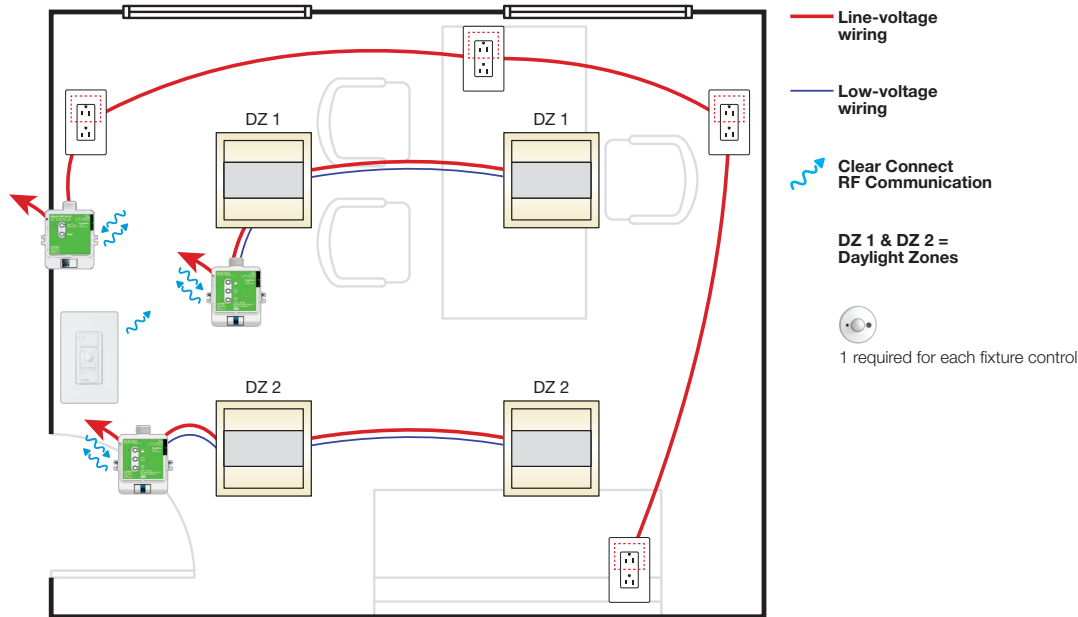 Line-voltage
wiring
Low-voltage
wiring
Clear Connect
RF Communication
DZ 1 & DZ 2 =
Daylight Zones
1 required for each fixture control
DZ 1
DZ 1
DZ 2
DZ 2